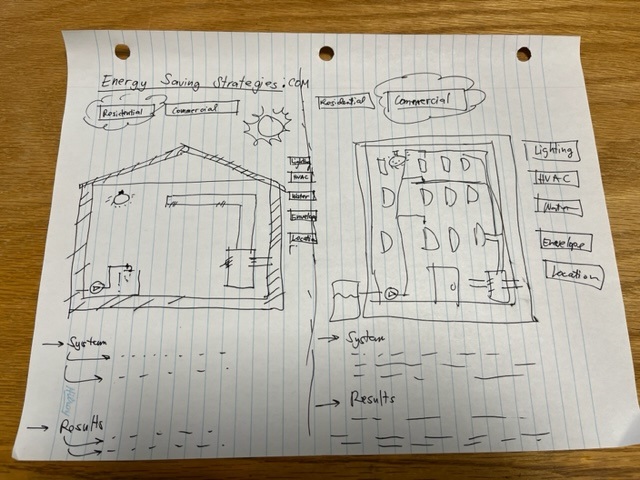 Energy Saving Strategies.COM
Residential
Commercial
Lighting
HVAC
Water
Envelope
Location
System
Results
Residential
Commercial
Lighting
HVAC
Water
Envelope
Location
System
Results